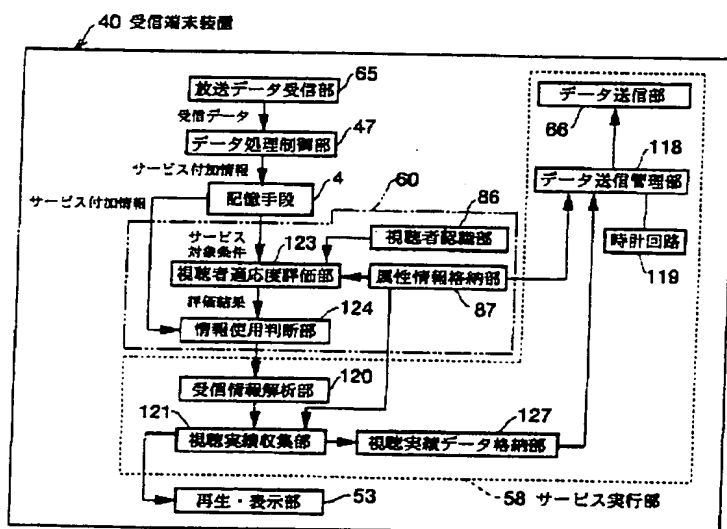 40 受信端末装置
放送データ受信部
65
受信データ
データ処理制御部
47
サービス付加情報
サービス付加情報
記憶手段
4
60
86
サービス
対象条件
123
視聴者認識部
視聴者適応度評価部
属性情報格納部
評価結果
124
87
情報使用判断部
データ送信部
66
118
データ送信管理部
時計回路
119
受信情報解析部
120
121
127
視聴実績収集部
視聴実績データ格納部
再生・表示部
53
58 サービス実行部